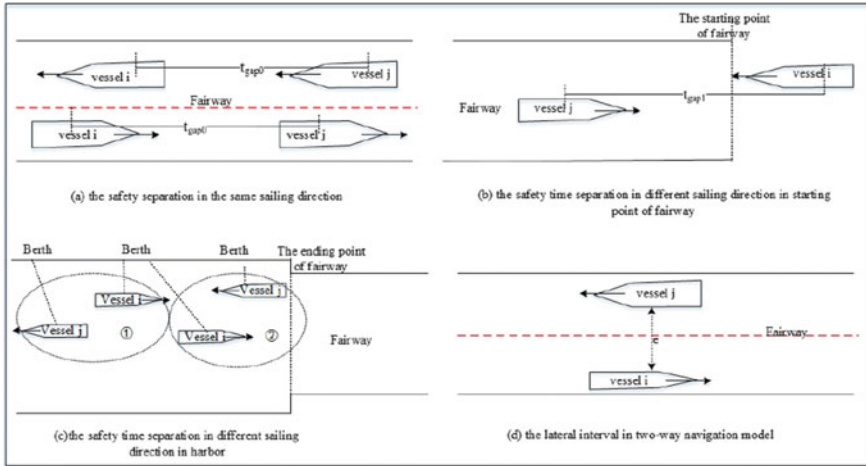 vessel i
t_gap0
vessel j
Fairway
vessel i
t_gap0
vessel j
(a) the safety separation in the same sailing direction
The starting point
of fairway
vessel i
Fairway
vessel j
t_gap1
(b) the safety time separation in different sailing direction in starting
point of fairway
Berth
Berth
Berth
The ending point
of fairway
Vessel j
Vessel i
①
Vessel j
Vessel i
②
Fairway
(c)the safety time separation in different sailing
direction in harbor
vessel j
Fairway
e
vessel i
(d) the lateral interval in two-way navigation model